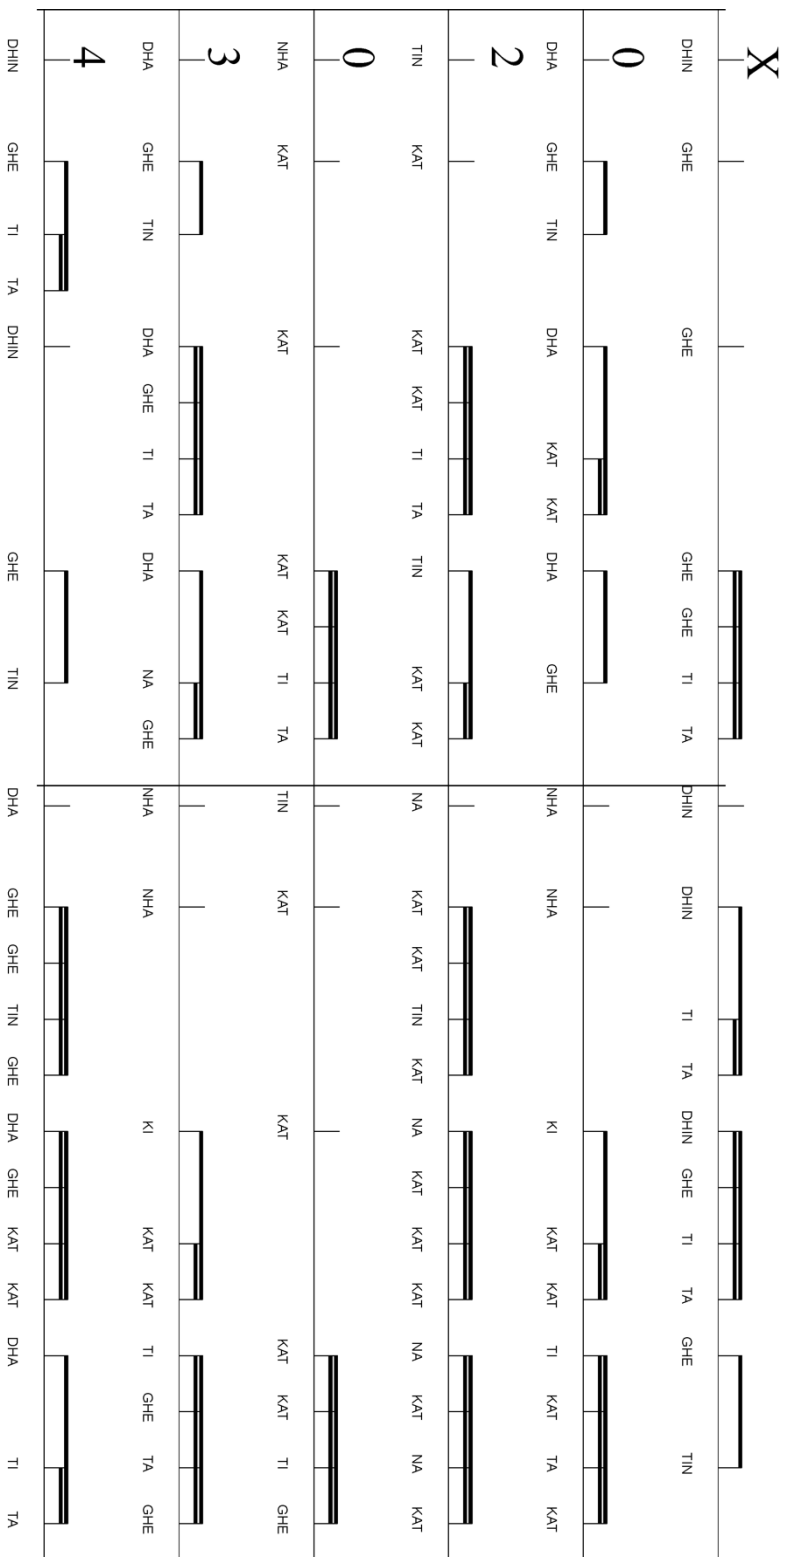 X
DHIN GHE GHE GHE GHE TI TA DHIN DHIN TI TA DHIN GHE TI TA GHE TIN
0
DHA GHE TIN DHA KAT KAT DHA GHE NHA NHA KI KAT KAT TI KAT TA KAT
2
TIN KAT KAT KAT TI TA TIN KAT KAT NA KAT KAT TIN KAT NA KAT KAT KAT NA KAT NA KAT
0
NHA KAT KAT KAT KAT TI TA TIN KAT KAT KAT KAT TI GHE
3
DHA GHE TIN DHA GHE TI TA DHA NA GHE NHA NHA KI KAT KAT TI GHE TA GHE
4
DHIN GHE TI TA DHIN GHE TIN DHA GHE GHE TIN GHE DHA GHE KAT KAT DHA TI TA